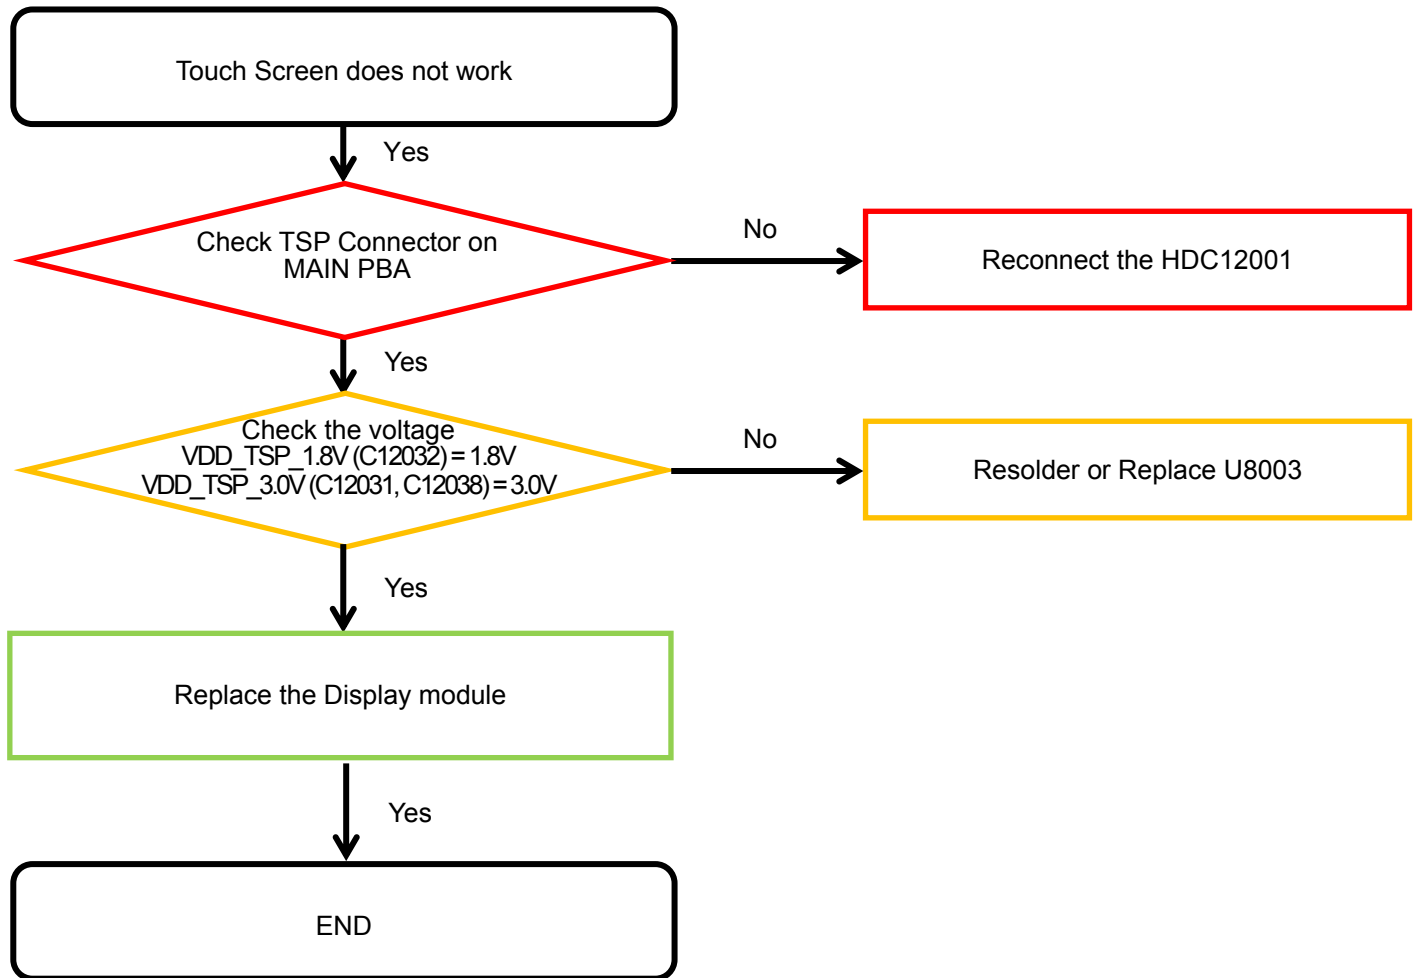 Touch Screen does not work
Yes
Check TSP Connector on
MAIN PBA
No
Reconnect the HDC12001
Yes
Check the voltage
VDD_TSP_1.8V (C12032) = 1.8V
VDD_TSP_3.0V (C12031, C12038) = 3.0V
No
Resolder or Replace U8003
Yes
Replace the Display module
Yes
END